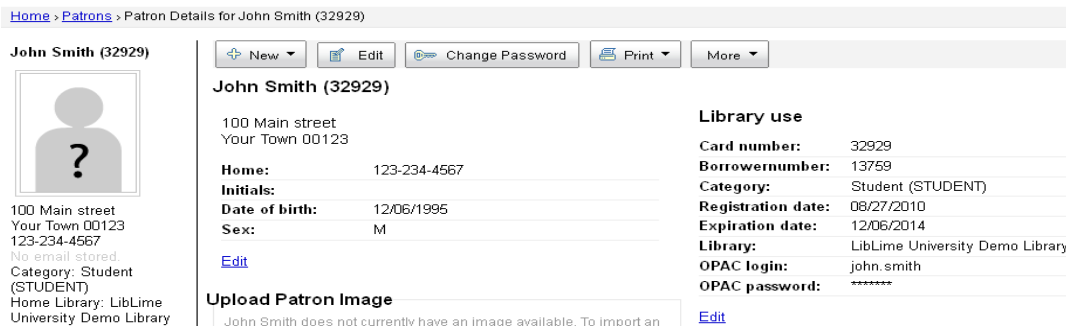 Home › Patrons › Patron Details for John Smith (32929)
John Smith (32929)
?
100 Main street
Your Town 00123
123-234-4567
No email stored.
Category: Student
(STUDENT)
Home Library: LibLime
University Demo Library
New Edit Change Password Print More
John Smith (32929)
100 Main street
Your Town 00123
Home: 123-234-4567
Initials:
Date of birth: 12/06/1995
Sex: M
Edit
Upload Patron Image
John Smith does not currently have an image available. To import an
Library use
Card number: 32929
Borrowernumber: 13759
Category: Student (STUDENT)
Registration date: 08/27/2010
Expiration date: 12/06/2014
Library: LibLime University Demo Library
OPAC login: john.smith
OPAC password: *******
Edit